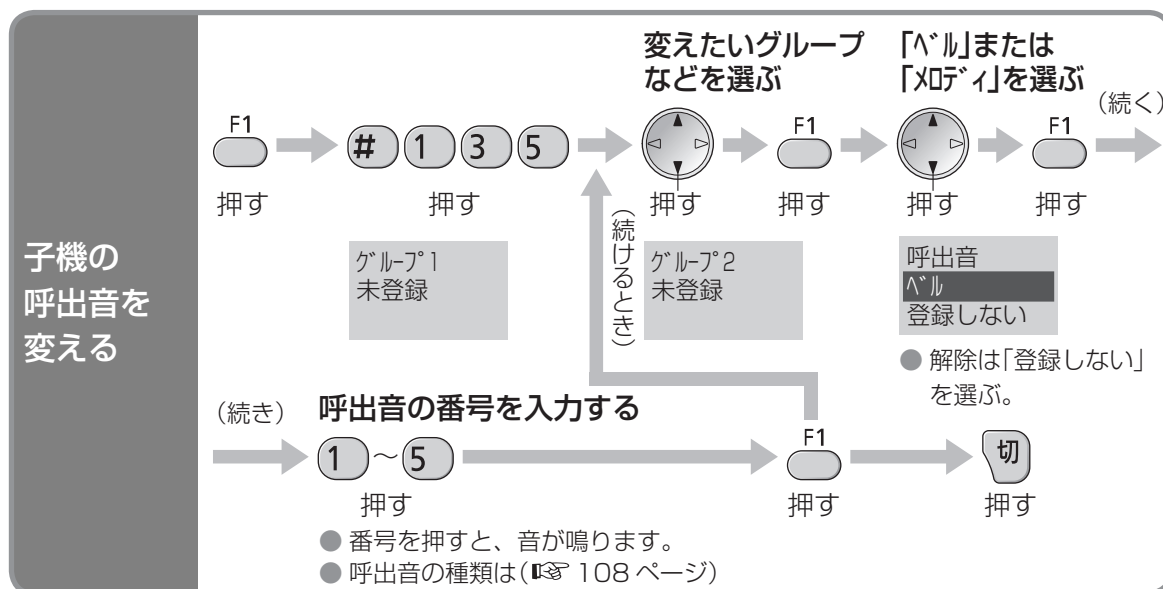 子機の
呼出音を
変える
変えたいグループ
などを選ぶ
「ﾍﾞﾙ」または
「ﾒﾛﾃﾞｨ」を選ぶ
(続く)
F1
# 1 3 5
F1
F1
押す
押す
押す
押す
押す
押す
ｸﾞﾙｰﾌﾟ1
未登録
(続けるとき)
ｸﾞﾙｰﾌﾟ2
未登録
呼出音
ﾍﾞﾙ
登録しない
● 解除は「登録しない」
を選ぶ。
(続き)
呼出音の番号を入力する
1 ～ 5
F1
切
押す
押す
押す
● 番号を押すと、音が鳴ります。
● 呼出音の種類は(☞ 108 ページ)